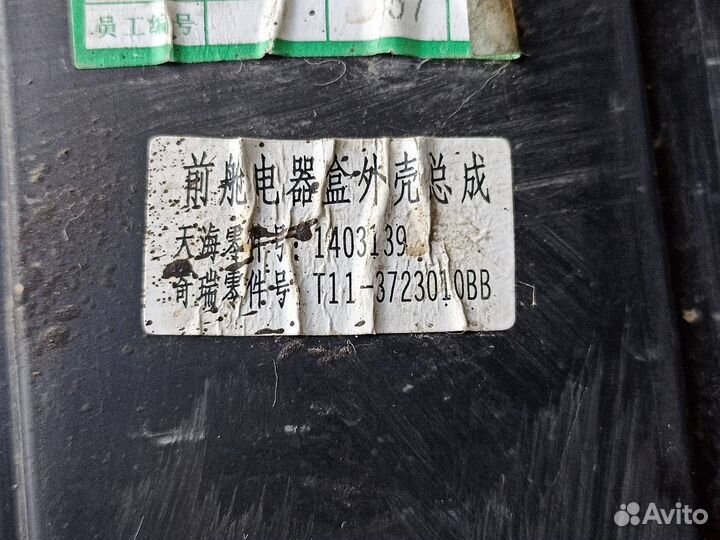 员工编号
前舱电器盒外壳总成
天海零件号: 1403139
奇瑞零件号 T11-3723010BB
Avito